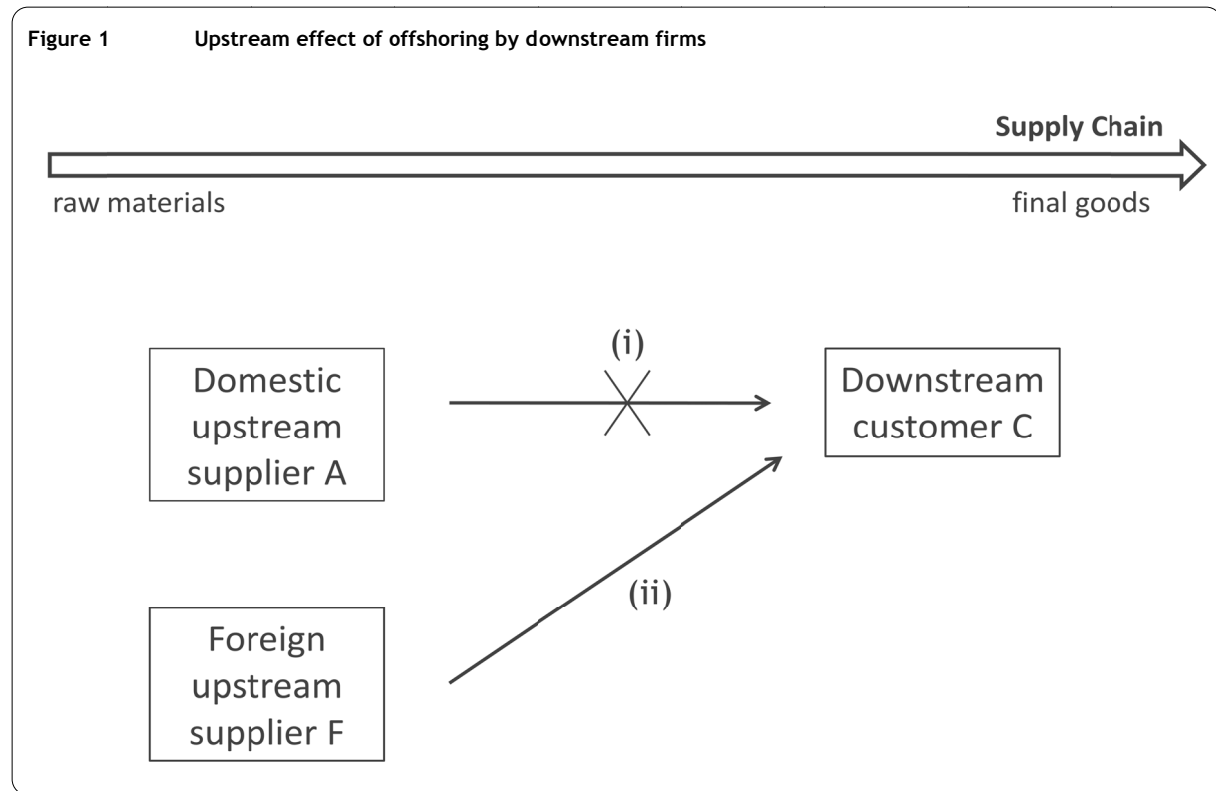 Figure 1 Upstream effect of offshoring by downstream firms
Supply Chain
raw materials final goods
(i)
Domestic
upstream
supplier A
Downstream
customer C
(ii)
Foreign
upstream
supplier F